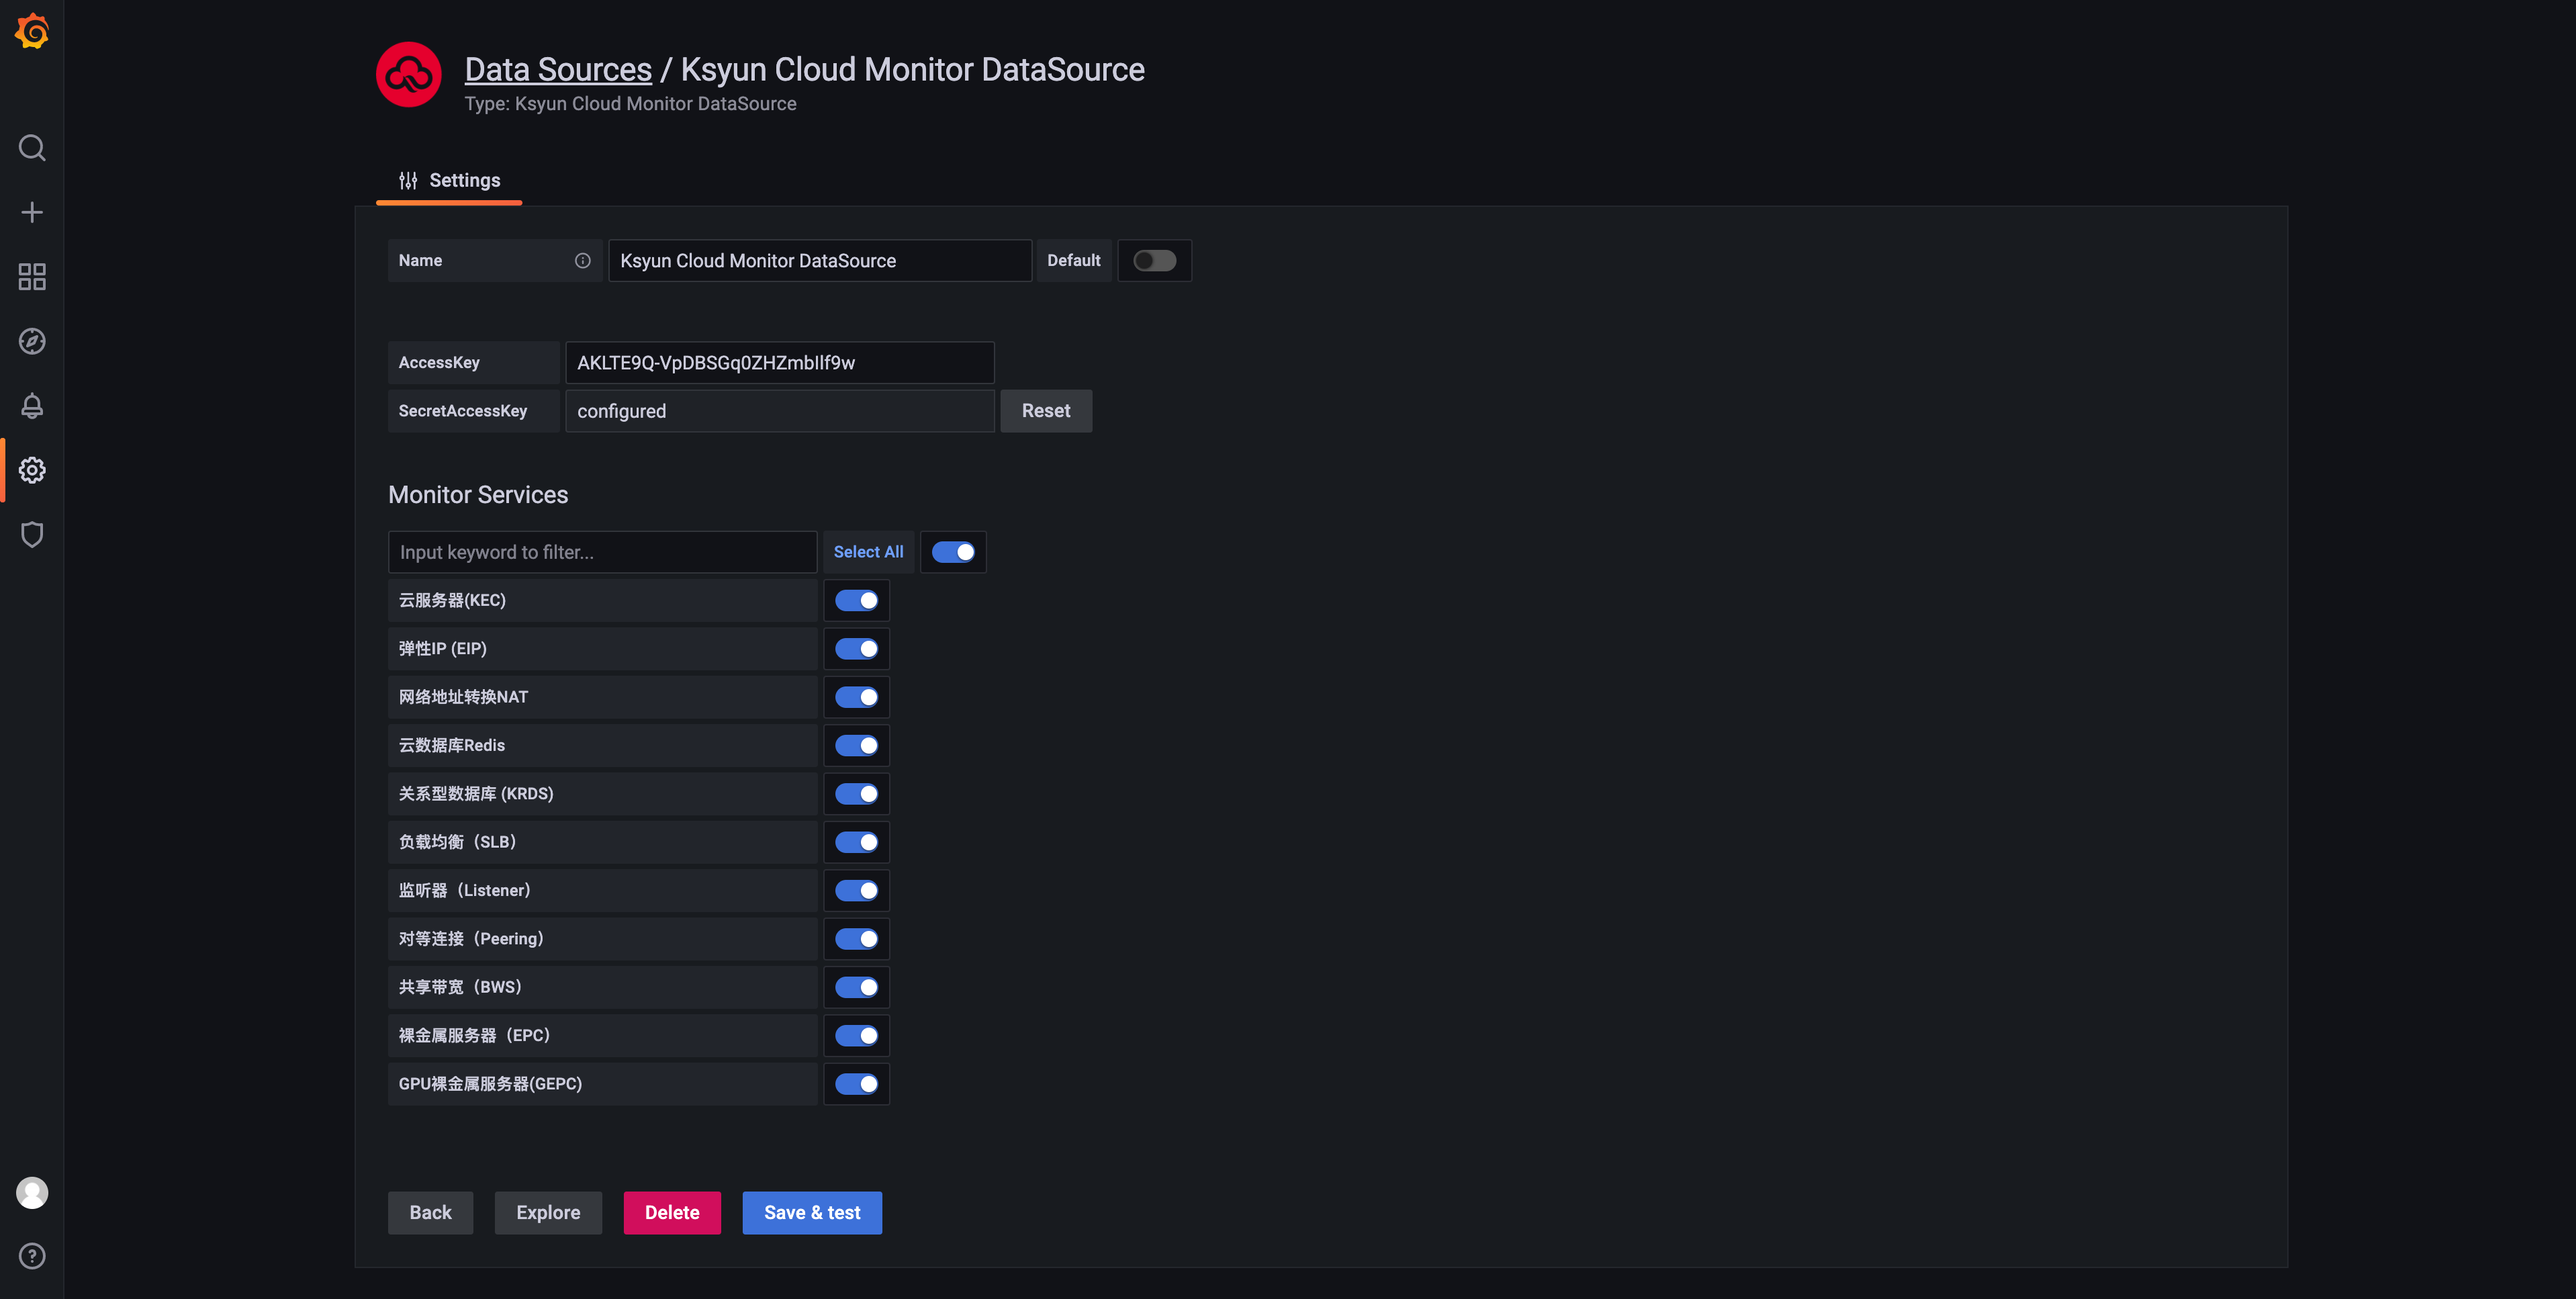 Data Sources / Ksyun Cloud Monitor DataSource
Type: Ksyun Cloud Monitor DataSource
Settings
Name Ksyun Cloud Monitor DataSource Default
AccessKey AKLTE9Q-VpDBSGq0ZHZmbIlf9w
SecretAccessKey configured Reset
Monitor Services
Input keyword to filter... Select All
云服务器(KEC)
弹性IP (EIP)
网络地址转换NAT
云数据库Redis
关系型数据库 (KRDS)
负载均衡（SLB）
监听器（Listener）
对等连接（Peering）
共享带宽（BWS）
裸金属服务器（EPC）
GPU裸金属服务器(GEPC)
Back Explore Delete Save & test